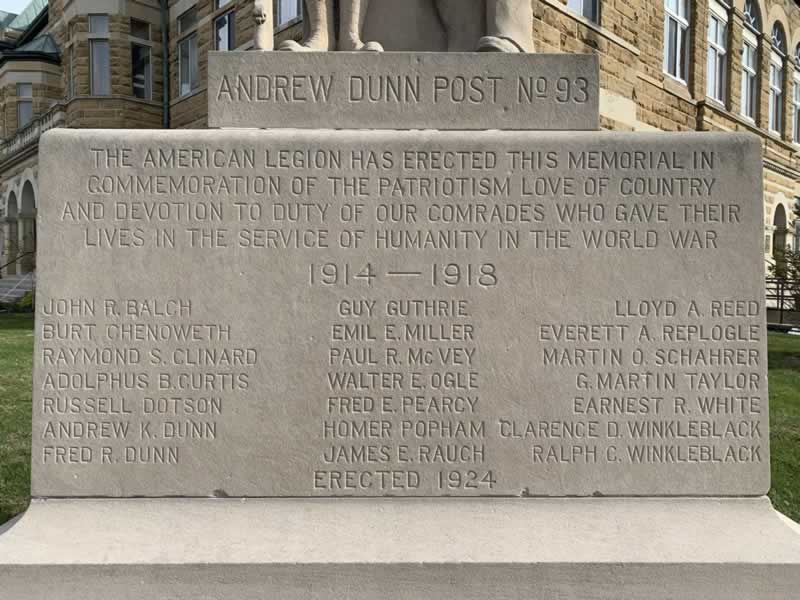 ANDREW DUNN POST Nº 93
THE AMERICAN LEGION HAS ERECTED THIS MEMORIAL IN
COMMEMORATION OF THE PATRIOTISM LOVE OF COUNTRY
AND DEVOTION TO DUTY OF OUR COMRADES WHO GAVE THEIR
LIVES IN THE SERVICE OF HUMANITY IN THE WORLD WAR
1914 — 1918
JOHN R. BALCH
BURT CHENOWETH
RAYMOND S. CLINARD
ADOLPHUS B. CURTIS
RUSSELL DOTSON
ANDREW K. DUNN
FRED R. DUNN
GUY GUTHRIE
EMIL E. MILLER
PAUL R. McVEY
WALTER E. OGLE
FRED E. PEARCY
HOMER POPHAM
JAMES E. RAUCH
LLOYD A. REED
EVERETT A. REPLOGLE
MARTIN O. SCHAHRER
G. MARTIN TAYLOR
EARNEST R. WHITE
CLARENCE D. WINKLEBLACK
RALPH C. WINKLEBLACK
ERECTED 1924